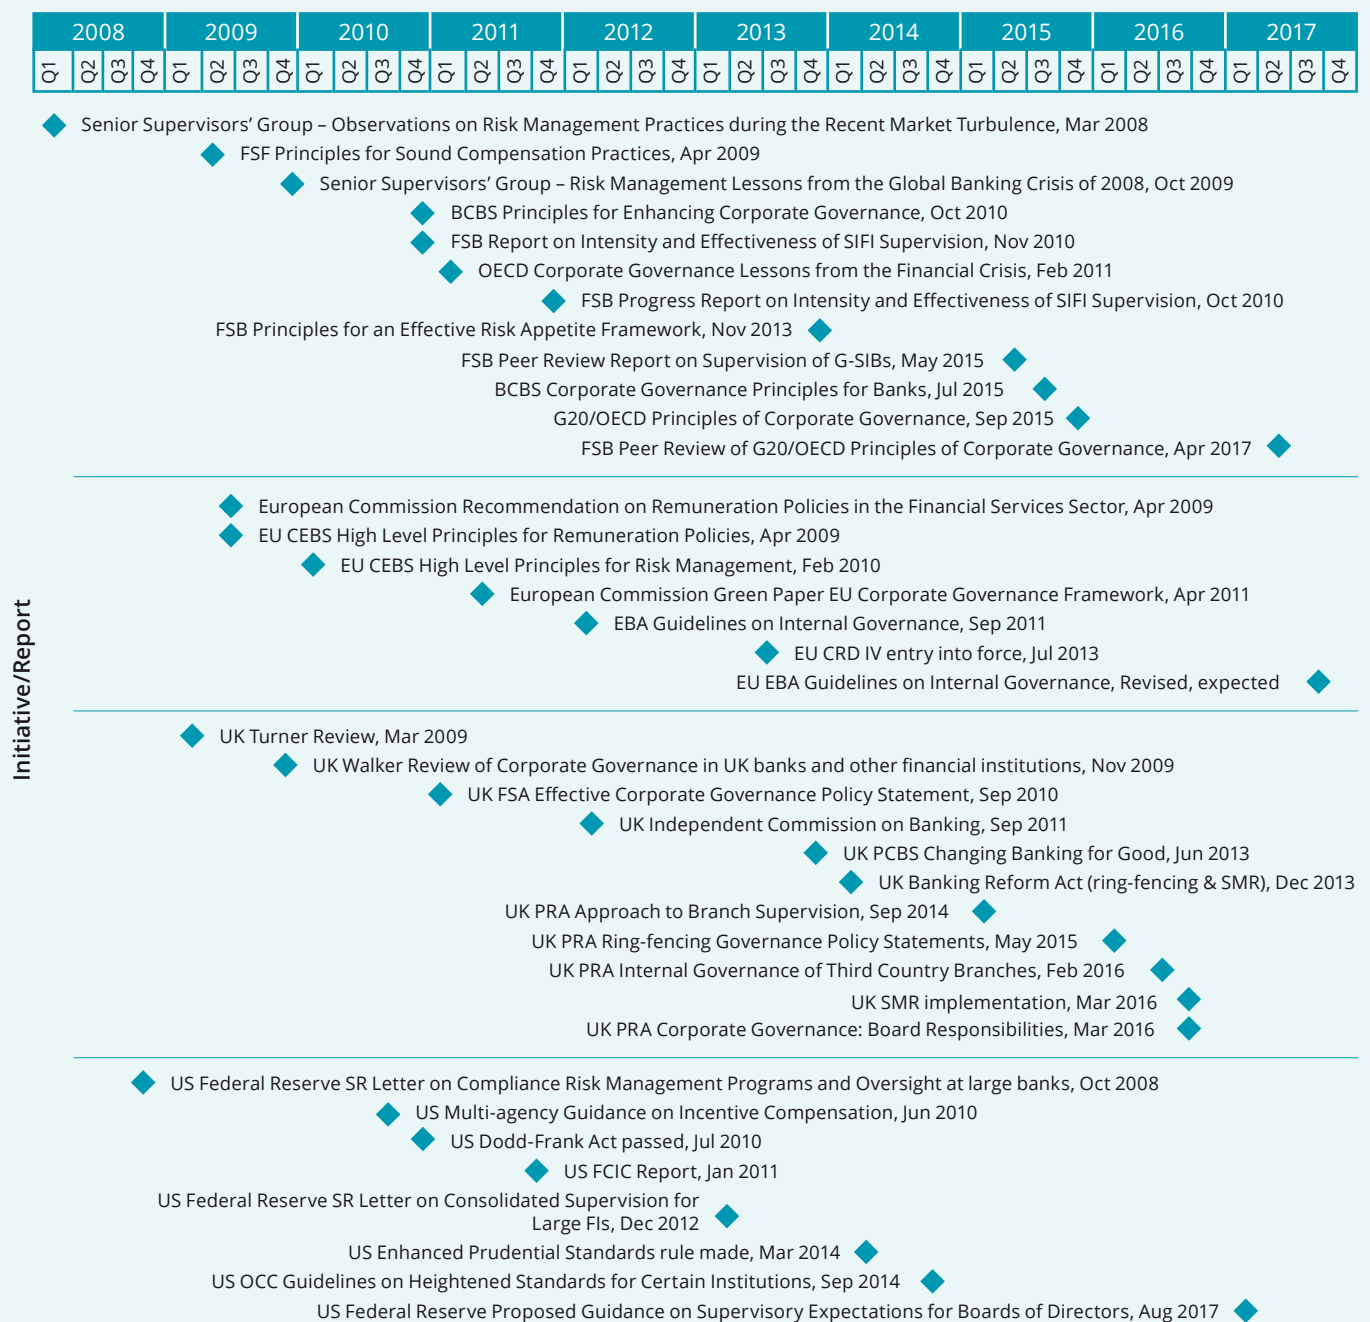 2008 2009 2010 2011 2012 2013 2014 2015 2016 2017
Q1 Q2 Q3 Q4 Q1 Q2 Q3 Q4 Q1 Q2 Q3 Q4 Q1 Q2 Q3 Q4 Q1 Q2 Q3 Q4 Q1 Q2 Q3 Q4 Q1 Q2 Q3 Q4 Q1 Q2 Q3 Q4 Q1 Q2 Q3 Q4 Q1 Q2 Q3 Q4
Initiative/Report
Senior Supervisors’ Group – Observations on Risk Management Practices during the Recent Market Turbulence, Mar 2008
FSF Principles for Sound Compensation Practices, Apr 2009
Senior Supervisors’ Group – Risk Management Lessons from the Global Banking Crisis of 2008, Oct 2009
BCBS Principles for Enhancing Corporate Governance, Oct 2010
FSB Report on Intensity and Effectiveness of SIFI Supervision, Nov 2010
OECD Corporate Governance Lessons from the Financial Crisis, Feb 2011
FSB Progress Report on Intensity and Effectiveness of SIFI Supervision, Oct 2010
FSB Principles for an Effective Risk Appetite Framework, Nov 2013
FSB Peer Review Report on Supervision of G-SIBs, May 2015
BCBS Corporate Governance Principles for Banks, Jul 2015
G20/OECD Principles of Corporate Governance, Sep 2015
FSB Peer Review of G20/OECD Principles of Corporate Governance, Apr 2017
European Commission Recommendation on Remuneration Policies in the Financial Services Sector, Apr 2009
EU CEBS High Level Principles for Remuneration Policies, Apr 2009
EU CEBS High Level Principles for Risk Management, Feb 2010
European Commission Green Paper EU Corporate Governance Framework, Apr 2011
EBA Guidelines on Internal Governance, Sep 2011
EU CRD IV entry into force, Jul 2013
EU EBA Guidelines on Internal Governance, Revised, expected
UK Turner Review, Mar 2009
UK Walker Review of Corporate Governance in UK banks and other financial institutions, Nov 2009
UK FSA Effective Corporate Governance Policy Statement, Sep 2010
UK Independent Commission on Banking, Sep 2011
UK PCBS Changing Banking for Good, Jun 2013
UK Banking Reform Act (ring-fencing & SMR), Dec 2013
UK PRA Approach to Branch Supervision, Sep 2014
UK PRA Ring-fencing Governance Policy Statements, May 2015
UK PRA Internal Governance of Third Country Branches, Feb 2016
UK SMR implementation, Mar 2016
UK PRA Corporate Governance: Board Responsibilities, Mar 2016
US Federal Reserve SR Letter on Compliance Risk Management Programs and Oversight at large banks, Oct 2008
US Multi-agency Guidance on Incentive Compensation, Jun 2010
US Dodd-Frank Act passed, Jul 2010
US FCIC Report, Jan 2011
US Federal Reserve SR Letter on Consolidated Supervision for
Large FIs, Dec 2012
US Enhanced Prudential Standards rule made, Mar 2014
US OCC Guidelines on Heightened Standards for Certain Institutions, Sep 2014
US Federal Reserve Proposed Guidance on Supervisory Expectations for Boards of Directors, Aug 2017